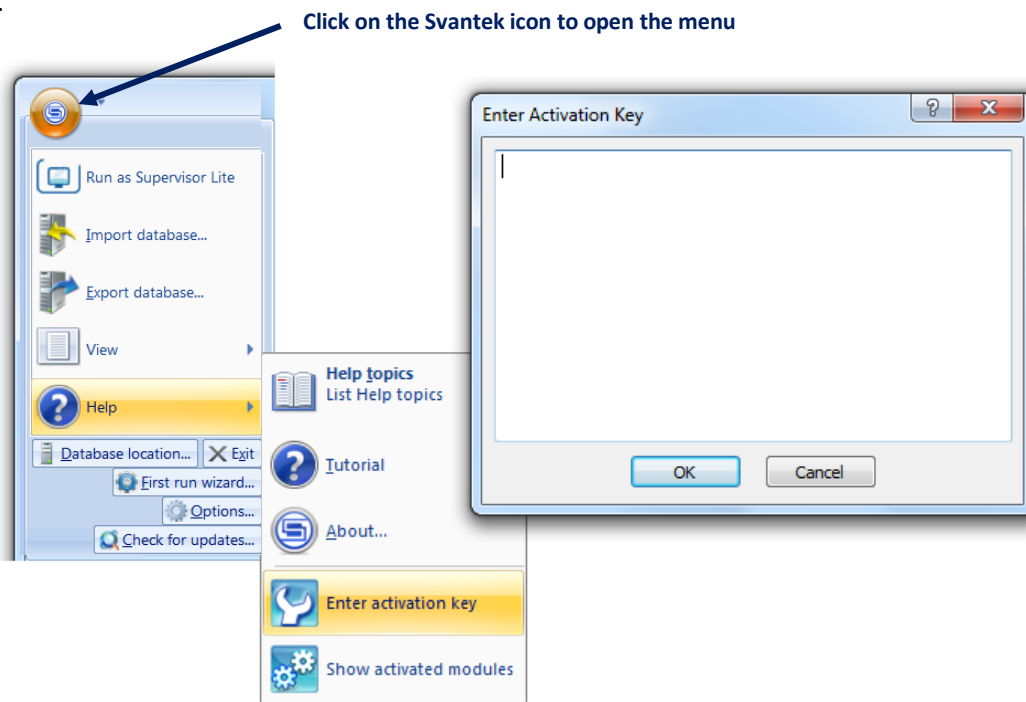 Click on the Svantek icon to open the menu
Run as Supervisor Lite
Import database...
Export database...
View
Help
Database location...
Exit
First run wizard...
Options...
Check for updates...
Help topics
List Help topics
Tutorial
About...
Enter activation key
Show activated modules
Enter Activation Key
OK
Cancel